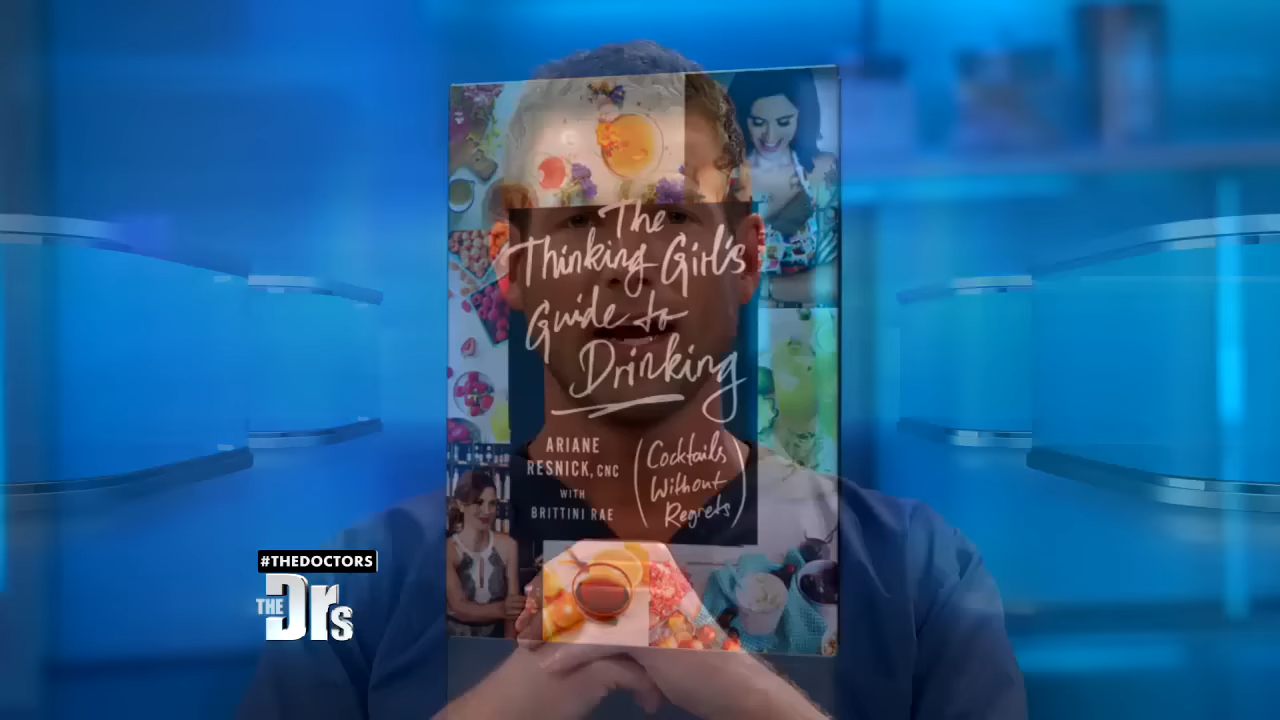 The
Thinking Girl's
Guide to
Drinking
ARIANE
RESNICK, CNC
WITH
BRITTINI RAE
(Cocktails
Without
Regrets)
#THEDOCTORS
THE DRs